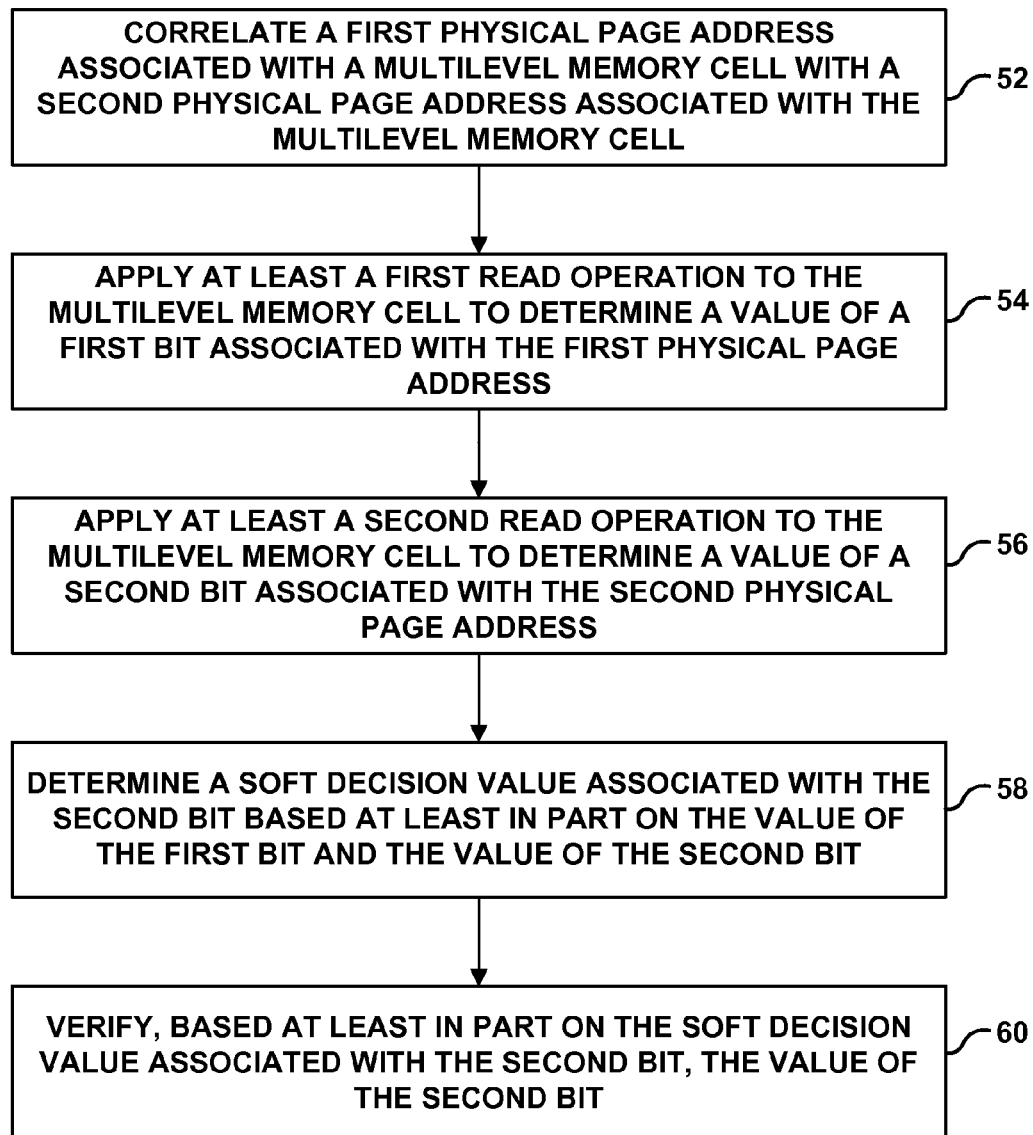 CORRELATE A FIRST PHYSICAL PAGE ADDRESS
ASSOCIATED WITH A MULTILEVEL MEMORY CELL WITH A
SECOND PHYSICAL PAGE ADDRESS ASSOCIATED WITH THE
MULTILEVEL MEMORY CELL
52
APPLY AT LEAST A FIRST READ OPERATION TO THE
MULTILEVEL MEMORY CELL TO DETERMINE A VALUE OF A
FIRST BIT ASSOCIATED WITH THE FIRST PHYSICAL PAGE
ADDRESS
54
APPLY AT LEAST A SECOND READ OPERATION TO THE
MULTILEVEL MEMORY CELL TO DETERMINE A VALUE OF A
SECOND BIT ASSOCIATED WITH THE SECOND PHYSICAL
PAGE ADDRESS
56
DETERMINE A SOFT DECISION VALUE ASSOCIATED WITH THE
SECOND BIT BASED AT LEAST IN PART ON THE VALUE OF
THE FIRST BIT AND THE VALUE OF THE SECOND BIT
58
VERIFY, BASED AT LEAST IN PART ON THE SOFT DECISION
VALUE ASSOCIATED WITH THE SECOND BIT, THE VALUE OF
THE SECOND BIT
60